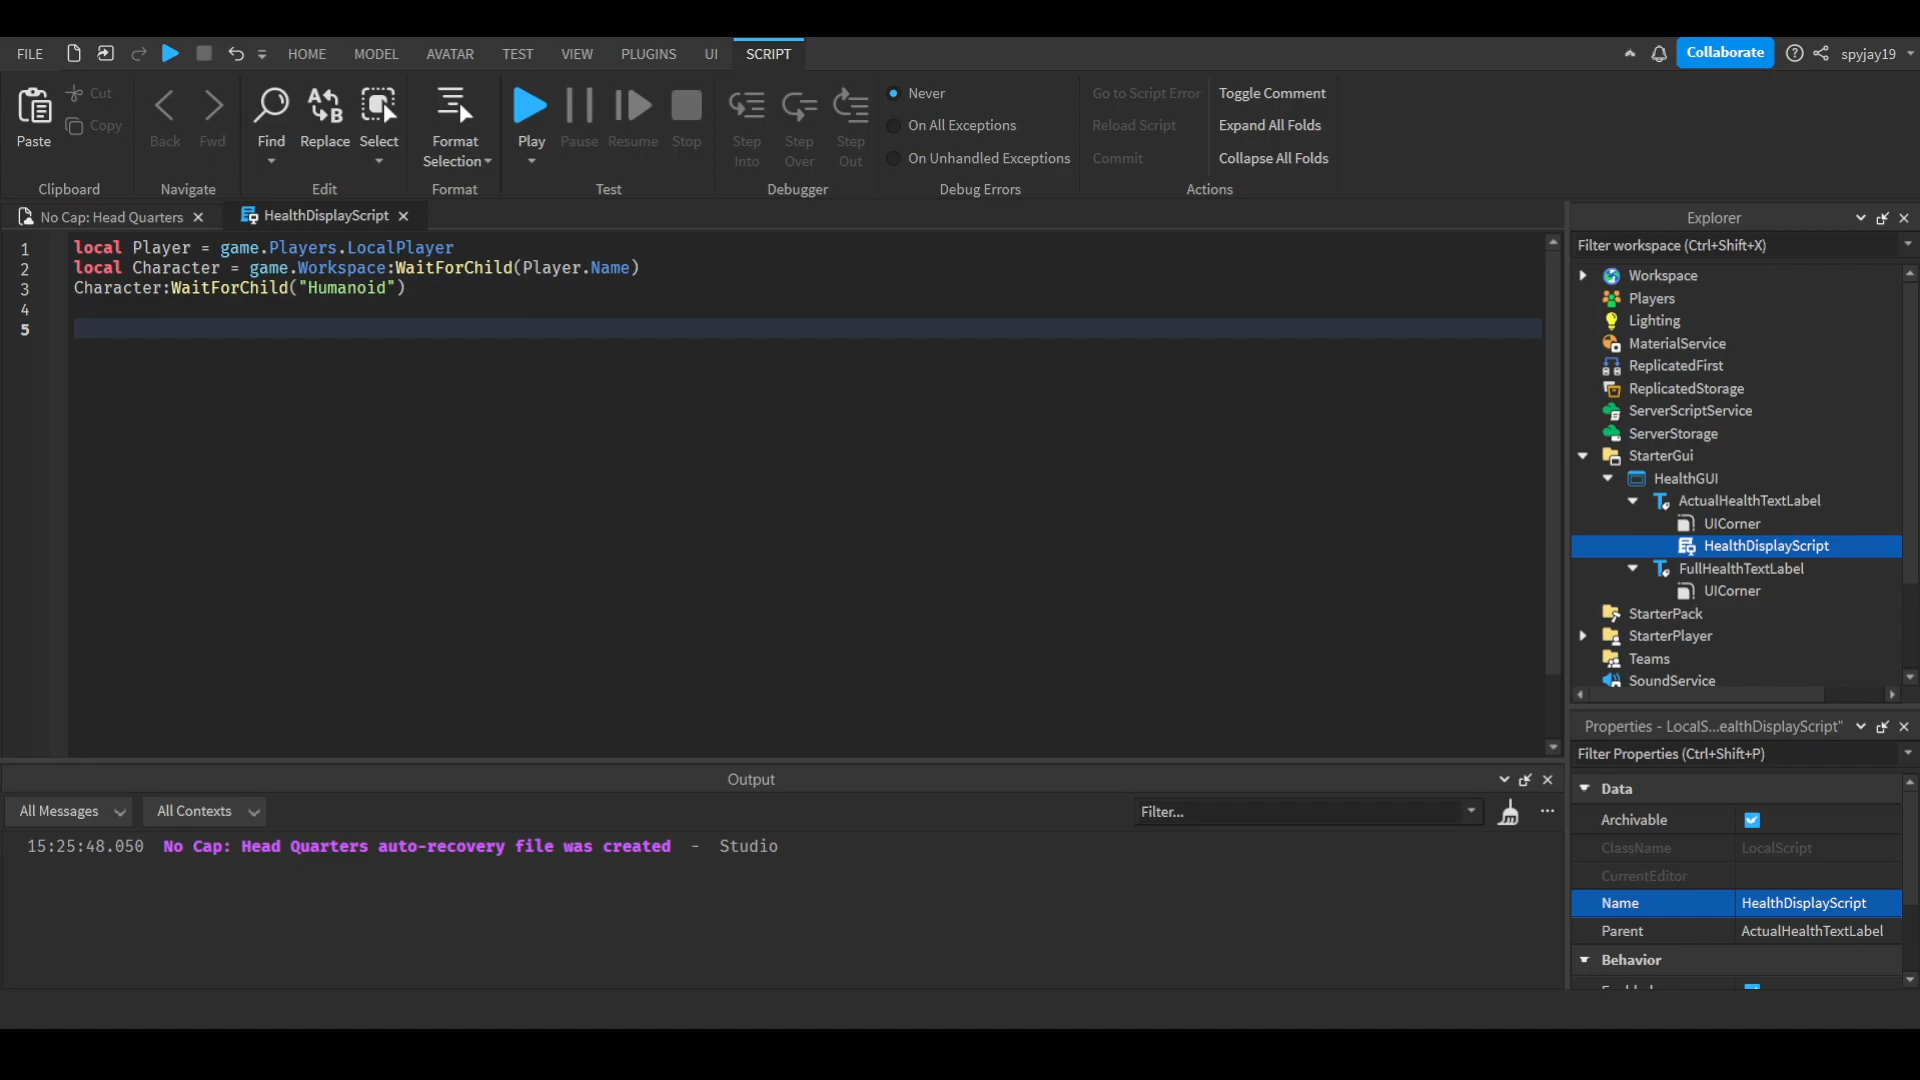 FILE HOME MODEL AVATAR TEST VIEW PLUGINS UI SCRIPT Collaborate spyjay19
Paste Cut Copy Clipboard
Back Fwd Navigate
Find Replace Select Edit
Format Selection Format
Play Pause Resume Stop Test
Step Into Step Over Step Out Debugger
Never
On All Exceptions
On Unhandled Exceptions
Debug Errors
Go to Script Error Toggle Comment
Reload Script Expand All Folds
Commit Collapse All Folds
Actions
No Cap: Head Quarters HealthDisplayScript
1 local Player = game.Players.LocalPlayer
2 local Character = game.Workspace:WaitForChild(Player.Name)
3 Character:WaitForChild("Humanoid")
4
5
Explorer
Filter workspace (Ctrl+Shift+X)
Workspace
Players
Lighting
MaterialService
ReplicatedFirst
ReplicatedStorage
ServerScriptService
ServerStorage
StarterGui
HealthGUI
ActualHealthTextLabel
UICorner
HealthDisplayScript
FullHealthTextLabel
UICorner
StarterPack
StarterPlayer
Teams
SoundService
Properties - LocalS...ealthDisplayScript"
Filter Properties (Ctrl+Shift+P)
Data
Archivable
ClassName LocalScript
CurrentEditor
Name HealthDisplayScript
Parent ActualHealthTextLabel
Behavior
Output
All Messages All Contexts Filter...
15:25:48.050 No Cap: Head Quarters auto-recovery file was created - Studio